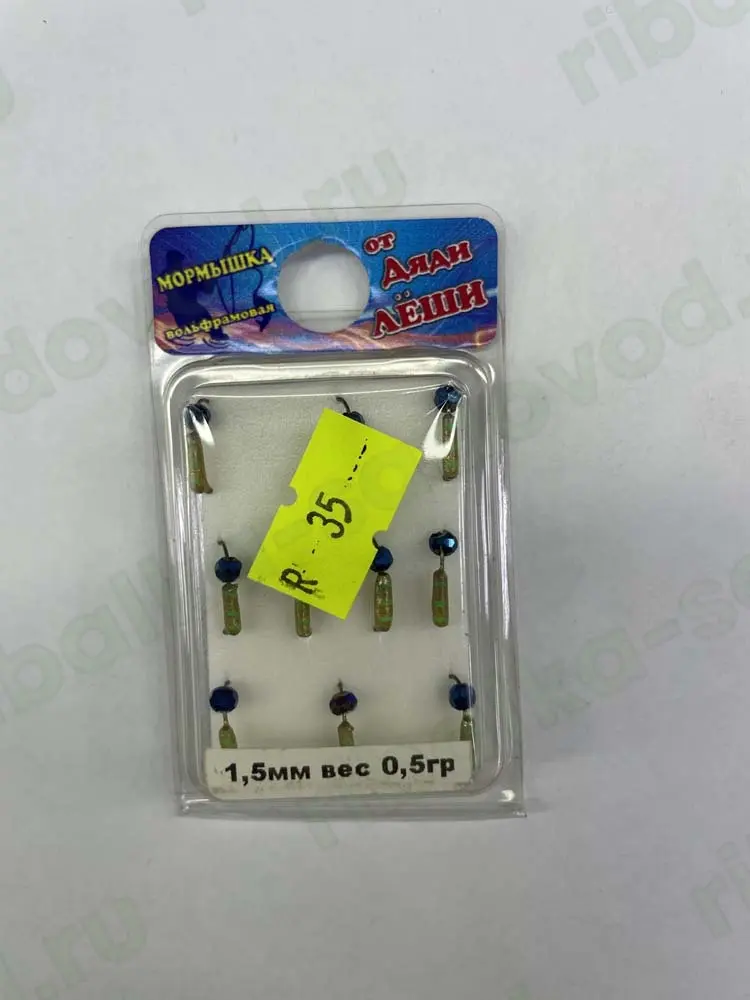 МОРМЫШКА
вольфрамовая
от
Дяди
Лёши
R - 35
1,5мм вес 0,5гр